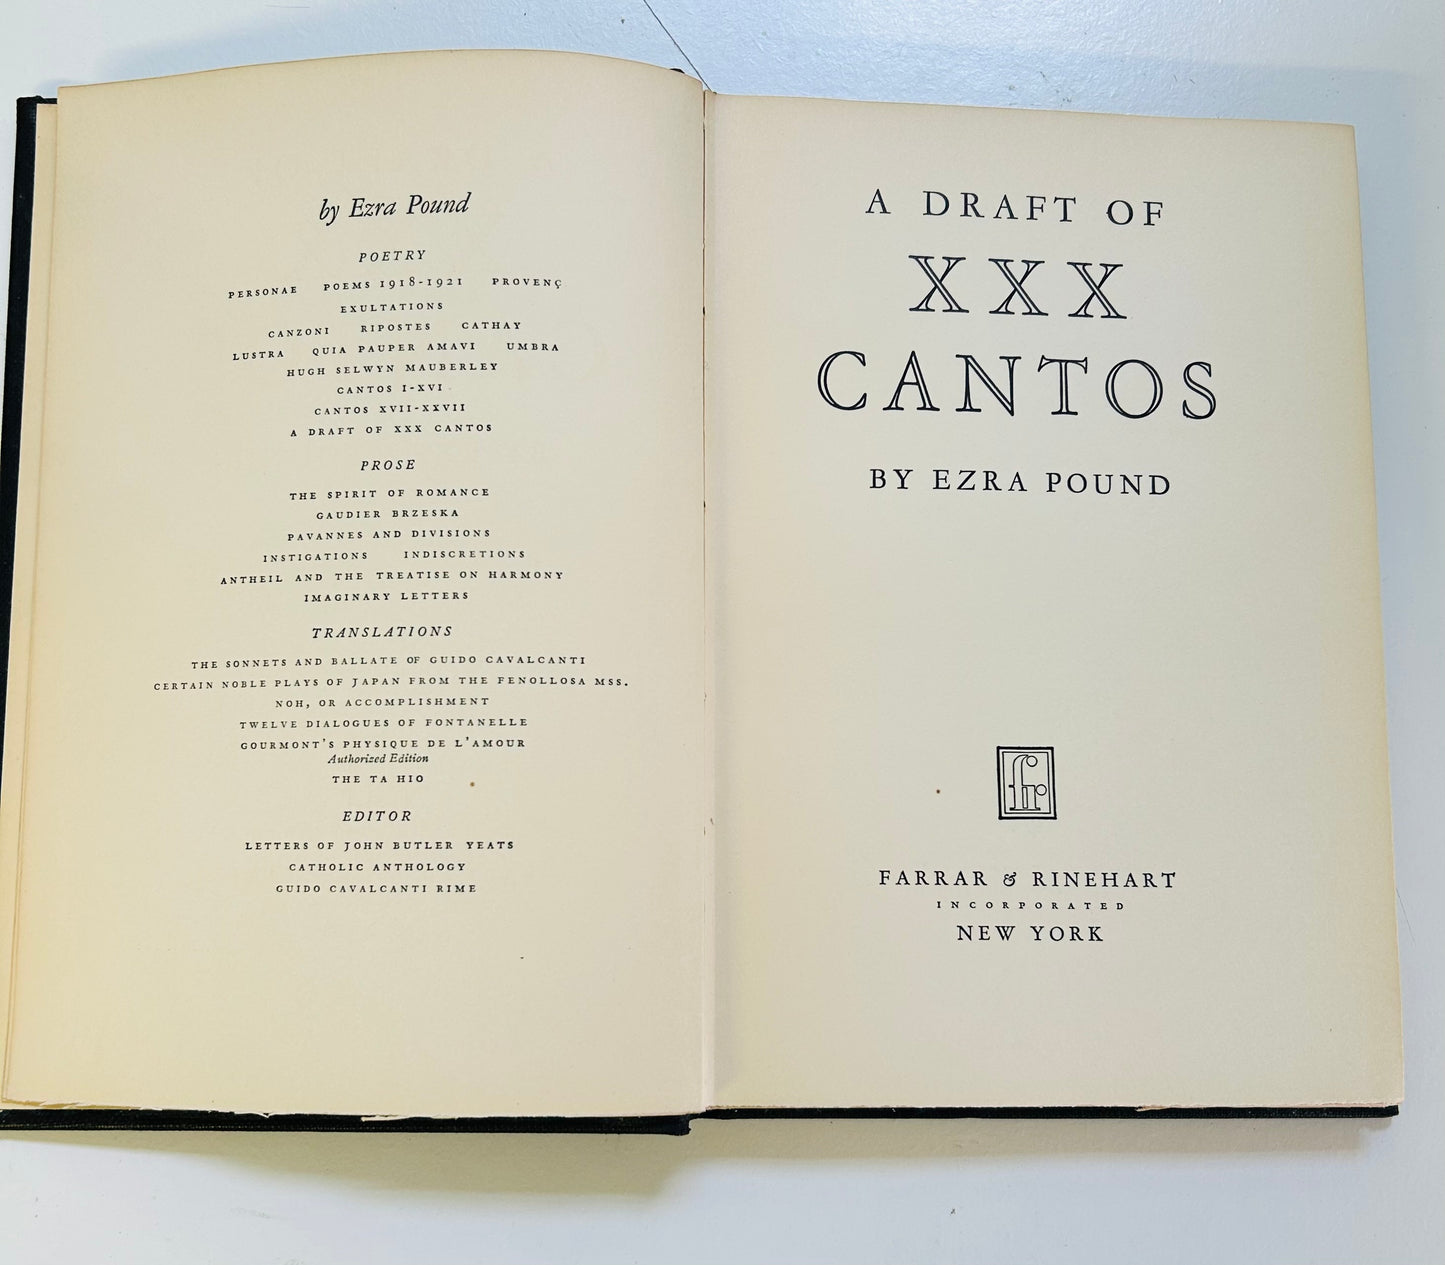 by Ezra Pound
POETRY
PERSONAE POEMS 1918-1921 PROVENÇ
EXULTATIONS
CANZONI RIPOSTES CATHAY
LUSTRA QUIA PAUPER AMAVI UMBRA
HUGH SELWYN MAUBERLEY
CANTOS I-XVI
CANTOS XVII-XXVII
A DRAFT OF XXX CANTOS
PROSE
THE SPIRIT OF ROMANCE
GAUDIER BRZESKA
PAVANNES AND DIVISIONS
INSTIGATIONS INDISCRETIONS
ANTHEIL AND THE TREATISE ON HARMONY
IMAGINARY LETTERS
TRANSLATIONS
THE SONNETS AND BALLATE OF GUIDO CAVALCANTI
CERTAIN NOBLE PLAYS OF JAPAN FROM THE FENOLLOSA MSS.
NOH, OR ACCOMPLISHMENT
TWELVE DIALOGUES OF FONTANELLE
GOURMONT'S PHYSIQUE DE L'AMOUR
Authorized Edition
THE TA HIO
EDITOR
LETTERS OF JOHN BUTLER YEATS
CATHOLIC ANTHOLOGY
GUIDO CAVALCANTI RIME
A DRAFT OF
XXX
CANTOS
BY EZRA POUND
fr
FARRAR & RINEHART
INCORPORATED
NEW YORK